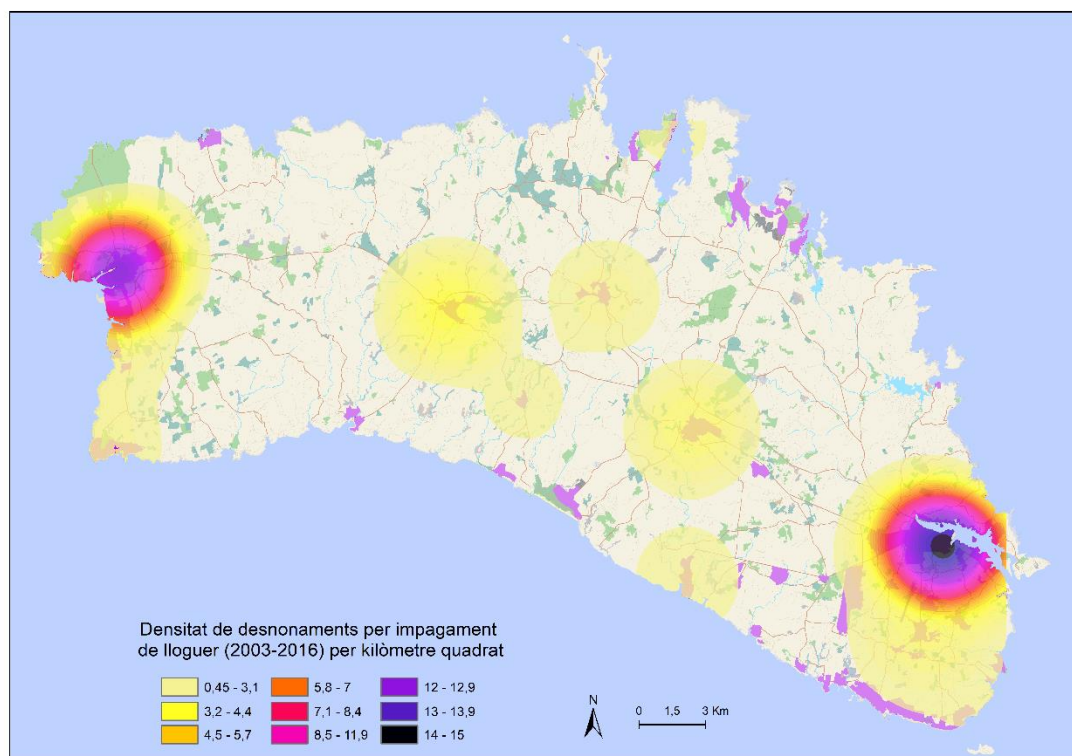 Densitat de desnonaments per impagament
de lloguer (2003-2016) per kilòmetre quadrat
0,45 - 3,1
3,2 - 4,4
4,5 - 5,7
5,8 - 7
7,1 - 8,4
8,5 - 11,9
12 - 12,9
13 - 13,9
14 - 15
N
0 1,5 3 Km